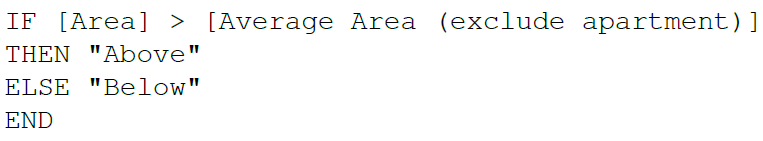 IF [Area] > [Average Area (exclude apartment)]
THEN "Above"
ELSE "Below"
END